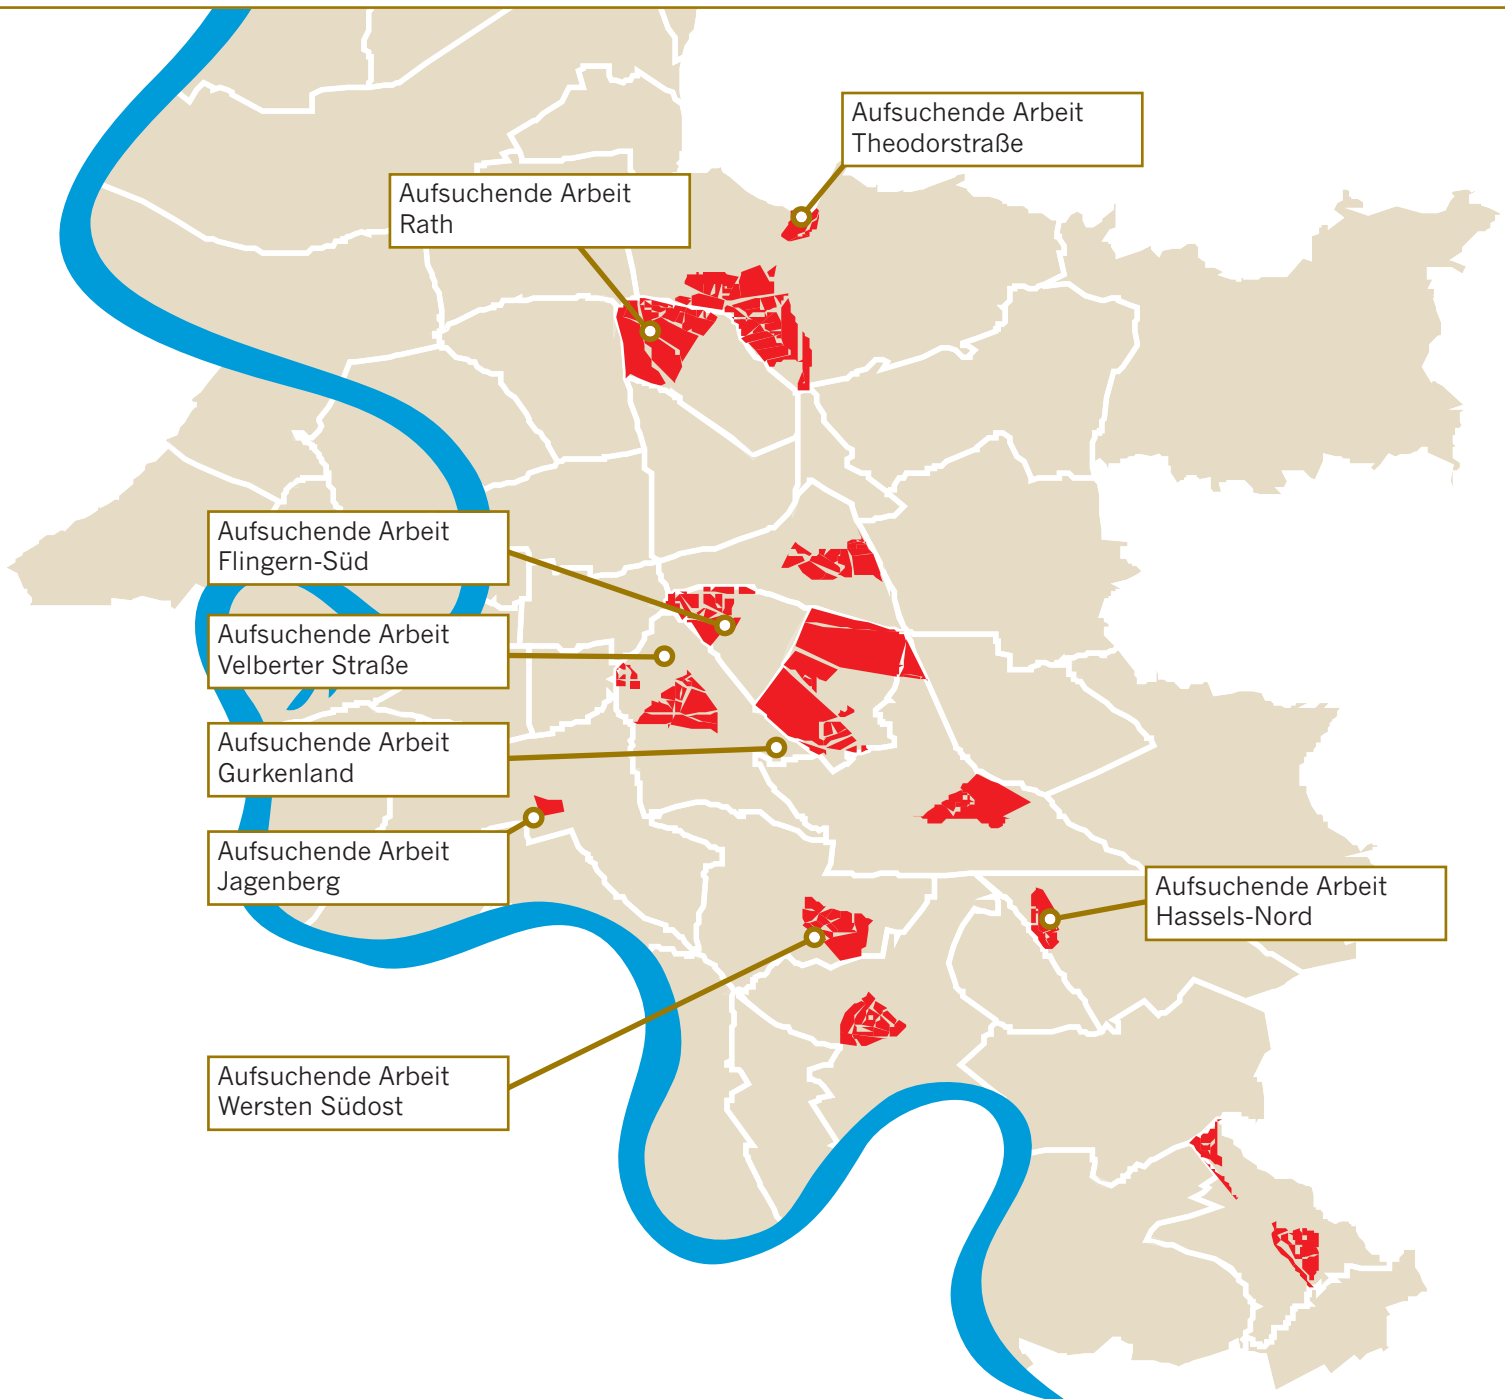 Aufsuchende Arbeit
Theodorstraße
Aufsuchende Arbeit
Rath
Aufsuchende Arbeit
Flingern-Süd
Aufsuchende Arbeit
Velberter Straße
Aufsuchende Arbeit
Gurkenland
Aufsuchende Arbeit
Jagenberg
Aufsuchende Arbeit
Hassels-Nord
Aufsuchende Arbeit
Wersten Südost